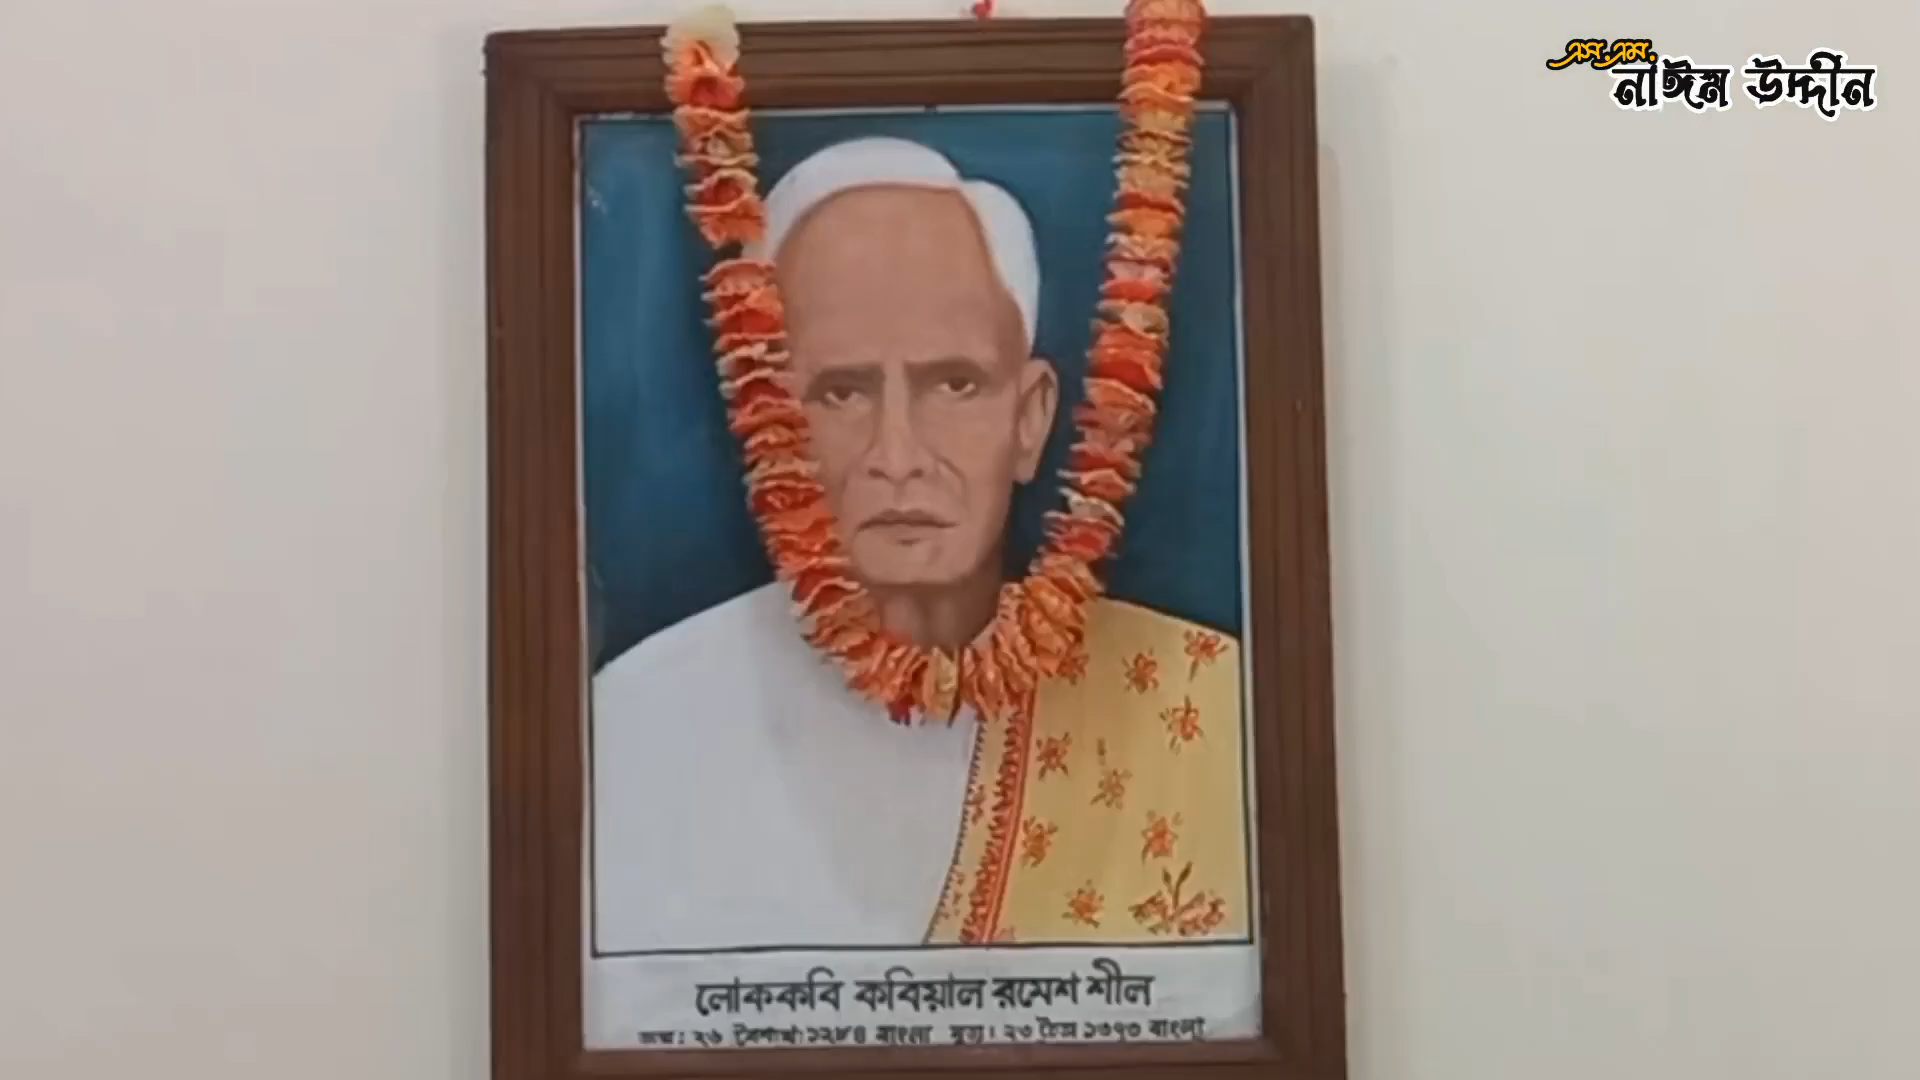 এস.এম.
নাঈম উদ্দীন
লোককবি কবিয়াল রমেশ শীল
জন্ম: ২৬ বৈশাখ ১২৮৪ বাংলা মৃত্যু: ২৩ চৈত্র ১৩৭৩ বাংলা